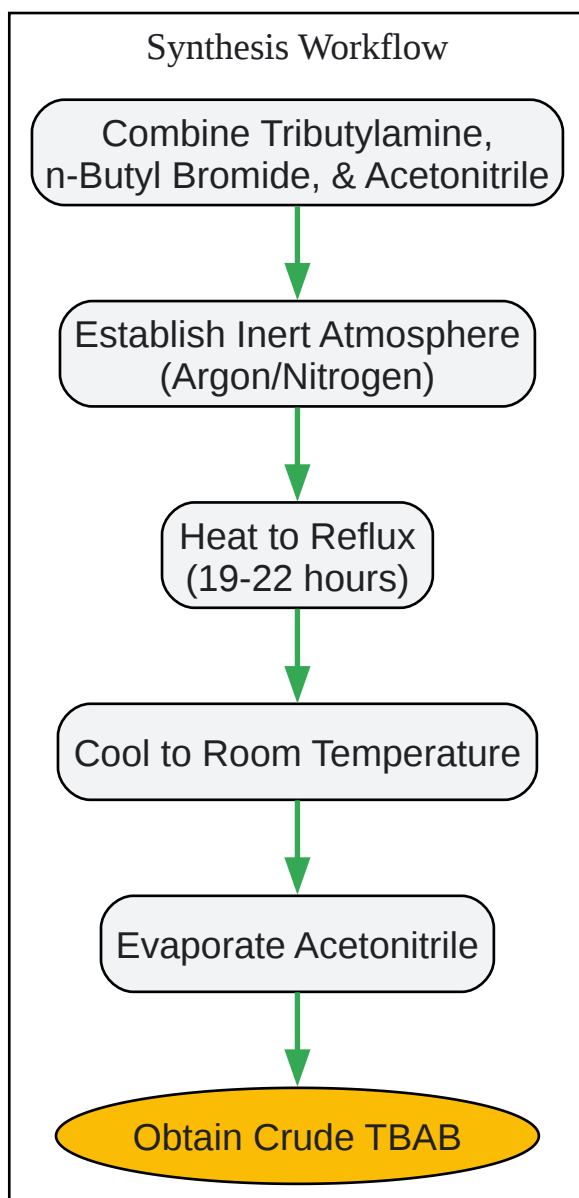 Synthesis Workflow
Combine Tributylamine,
n-Butyl Bromide, & Acetonitrile
Establish Inert Atmosphere
(Argon/Nitrogen)
Heat to Reflux
(19-22 hours)
Cool to Room Temperature
Evaporate Acetonitrile
Obtain Crude TBAB